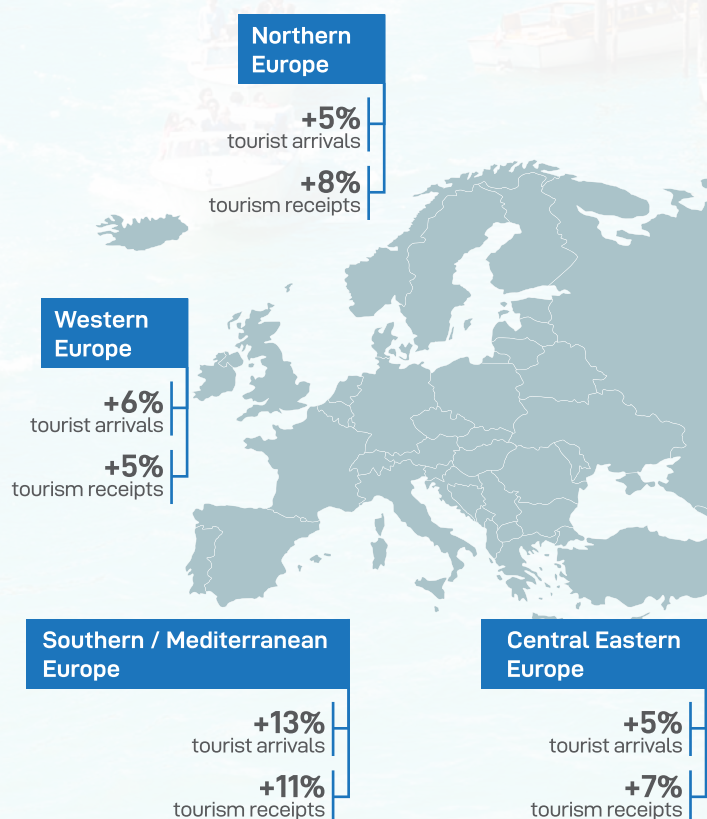 Northern
Europe
+5%
tourist arrivals
+8%
tourism receipts
Western
Europe
+6%
tourist arrivals
+5%
tourism receipts
Southern / Mediterranean
Europe
+13%
tourist arrivals
+11%
tourism receipts
Central Eastern
Europe
+5%
tourist arrivals
+7%
tourism receipts